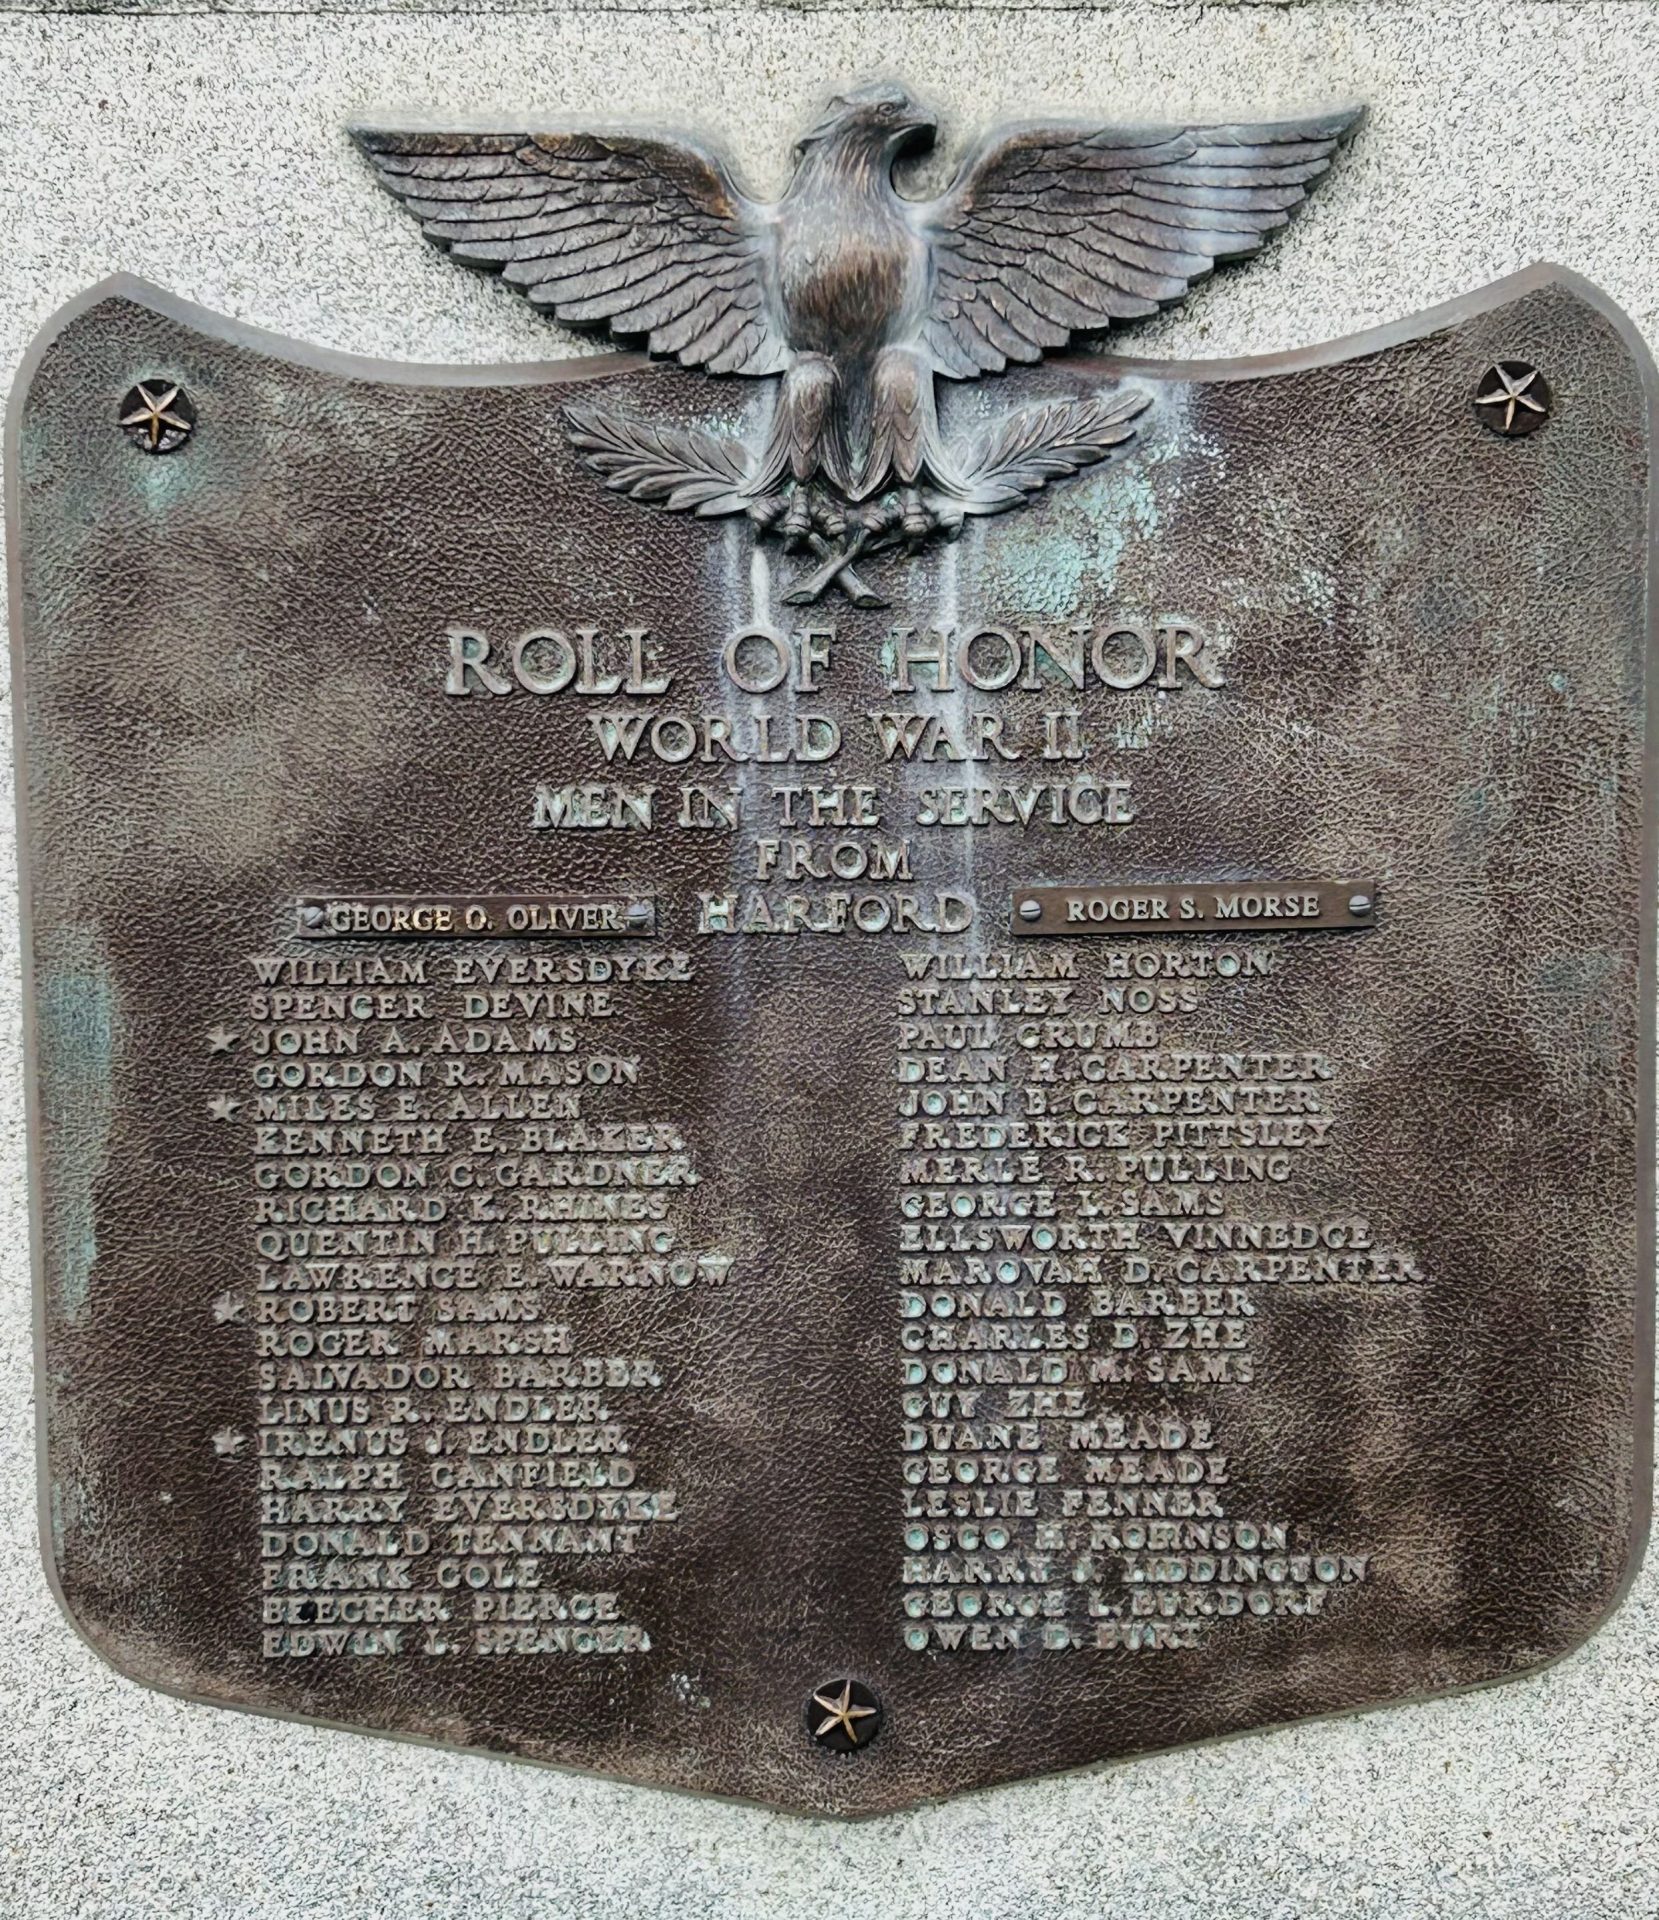 ROLL OF HONOR
WORLD WAR II
MEN IN THE SERVICE
FROM
HARFORD
GEORGE O. OLIVER
WILLIAM EVERSDYKE
SPENCER DEVINE
★ JOHN A. ADAMS
GORDON R. MASON
★ MILES E. ALLEN
KENNETH E. BLAKER
GORDON C. GARDNER
RICHARD K. RHINES
QUENTIN H. PULLING
LAWRENCE E. WARNOW
★ ROBERT SAMS
ROGER MARSH
SALVADOR BARBER
LINUS R. ENDLER
★ IRENUS J. ENDLER
RALPH CANFIELD
HARRY EVERSDYKE
DONALD TENNANT
FRANK COLE
BEECHER PIERCE
EDWIN L. SPENCER
ROGER S. MORSE
WILLIAM HORTON
STANLEY NOSS
PAUL CRUMB
DEAN H. CARPENTER
JOHN B. CARPENTER
FREDERICK PITTSLEY
MERLE R. PULLING
GEORGE L. SAMS
ELLSWORTH VINNEDGE
MAROVAH D. CARPENTER
DONALD BARBER
CHARLES D. ZHE
DONALD M. SAMS
GUY ZHE
DUANE MEADE
GEORGE MEADE
LESLIE FENNER
OSCO H. ROBINSON
HARRY J. LIDDINGTON
GEORGE L. BURDORF
OWEN D. BURT